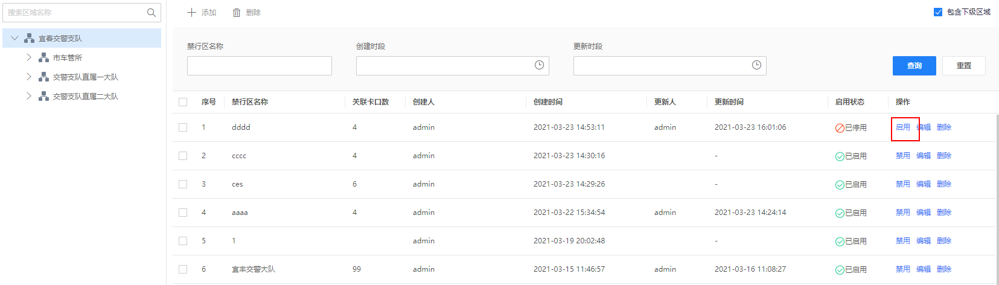 搜索区域名称
宜春交警支队
市车管所
交警支队直属一大队
交警支队直属二大队
添加 删除 包含下级区域
禁行区名称 创建时段 更新时段
查询 重置
序号 禁行区名称 关联卡口数 创建人 创建时间 更新人 更新时间 启用状态 操作
1 dddd 4 admin 2021-03-23 14:53:11 admin 2021-03-23 16:01:06 已停用 启用 编辑 删除
2 cccc 4 admin 2021-03-23 14:30:16 - 已启用 禁用 编辑 删除
3 ces 6 admin 2021-03-23 14:29:26 - 已启用 禁用 编辑 删除
4 aaaa 4 admin 2021-03-22 15:34:54 admin 2021-03-23 14:24:14 已启用 禁用 编辑 删除
5 1 admin 2021-03-19 20:02:48 - 已启用 禁用 编辑 删除
6 宜丰交警大队 99 admin 2021-03-15 11:46:57 admin 2021-03-16 11:08:27 已启用 禁用 编辑 删除